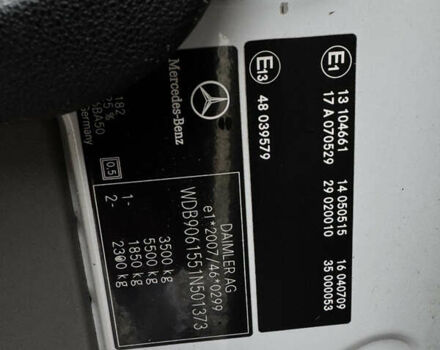 E1
13 104661 14 050515 16 040709
17 A 070529 29 020010 35 000053
E13
48 039579
Mercedes-Benz
DAIMLER AG
e1*2007/46*0299
WDB9061551N501373
3500 kg
5500 kg
1- 1850 kg
2- 2300 kg
0.5
Germany